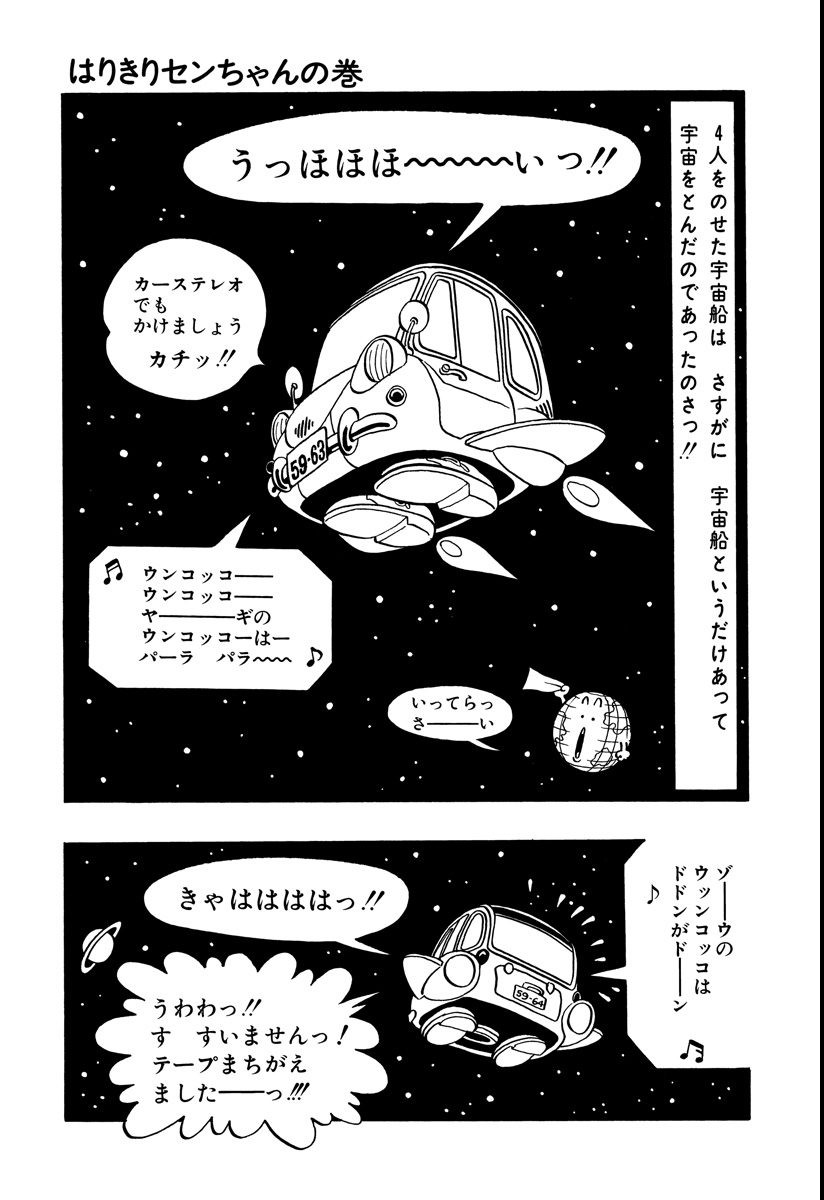 はりきりセンちゃんの巻
4人をのせた宇宙船は さすがに 宇宙船というだけあって
宇宙をとんだのであったのさっ!!
うっほほほ〜〜〜〜いっ!!
カーステレオ
でも
かけましょう
カチッ!!
59-63
♫ ウンコッコ――
ウンコッコ――
ヤ――――ギの
ウンコッコーはー
パーラ パラ〜〜 ♪
いってらっ
さ――い
ゾ――ウの
ウッンコッコは
ドドンがド――ン
きゃははははっ!!
59-64
うわわっ!!
す すいませんっ!
テープまちがえ
ました――っ!!!